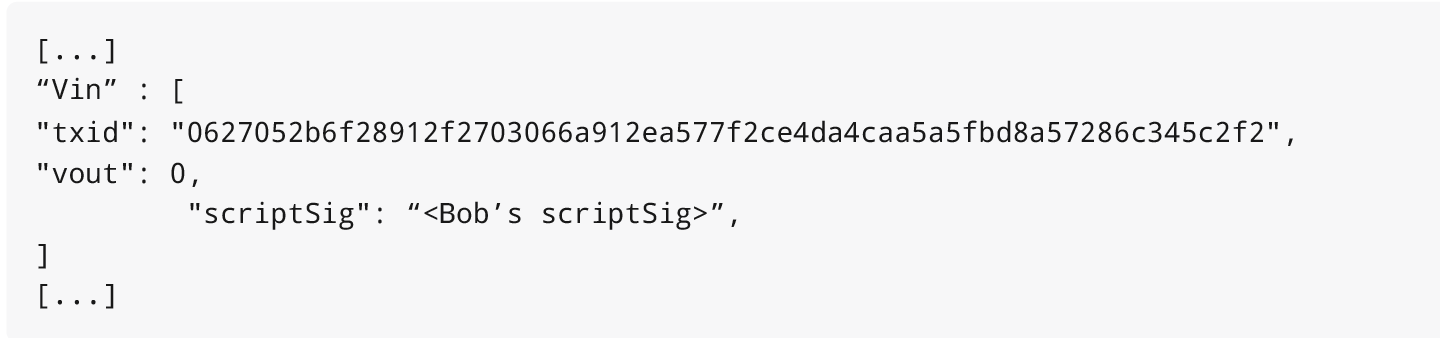 [...]
“Vin” : [
"txid": "0627052b6f28912f2703066a912ea577f2ce4da4caa5a5fbd8a57286c345c2f2",
"vout": 0,
"scriptSig": “<Bob’s scriptSig>”,
]
[...]